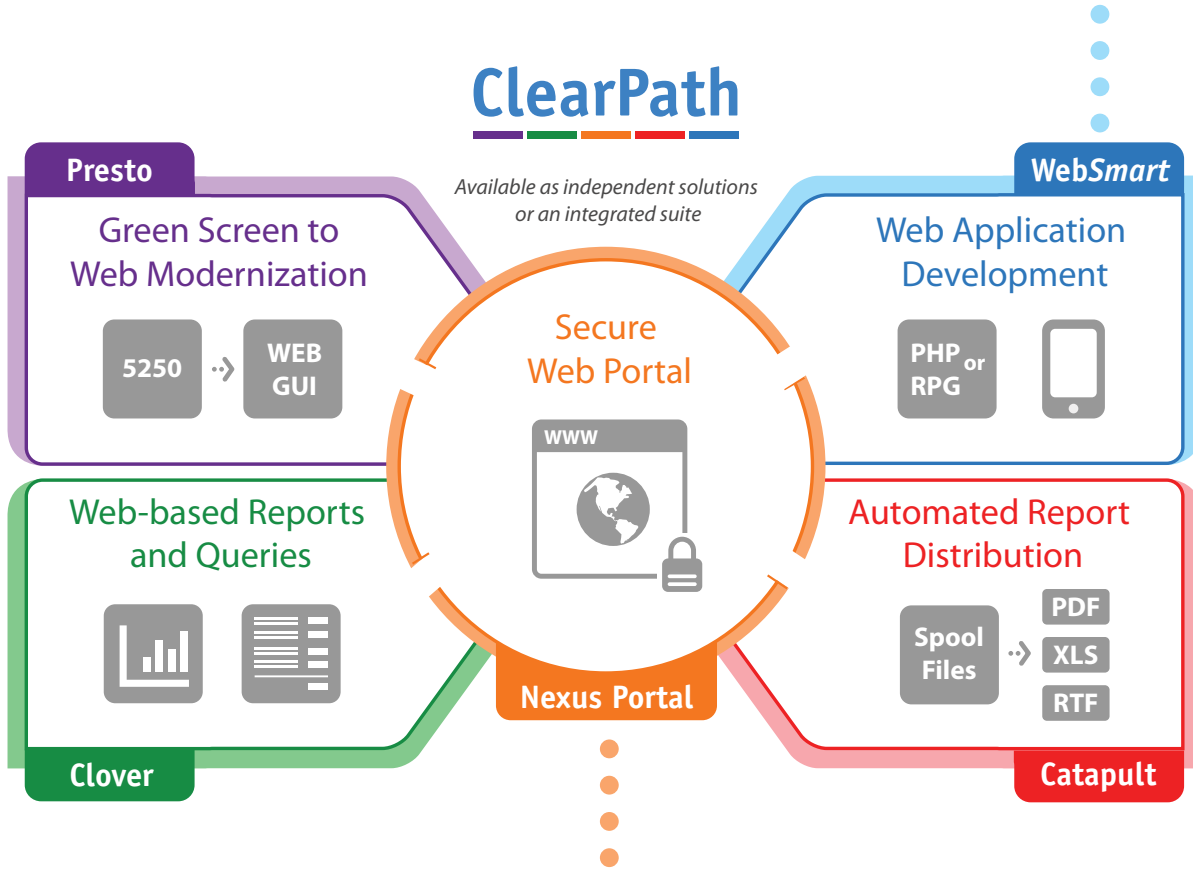 ClearPath
Available as independent solutions
or an integrated suite
Presto
Green Screen to
Web Modernization
5250
WEB
GUI
WebSmart
Web Application
Development
PHP or
RPG
Secure
Web Portal
WWW
Nexus Portal
Web-based Reports
and Queries
Clover
Automated Report
Distribution
Spool
Files
PDF
XLS
RTF
Catapult